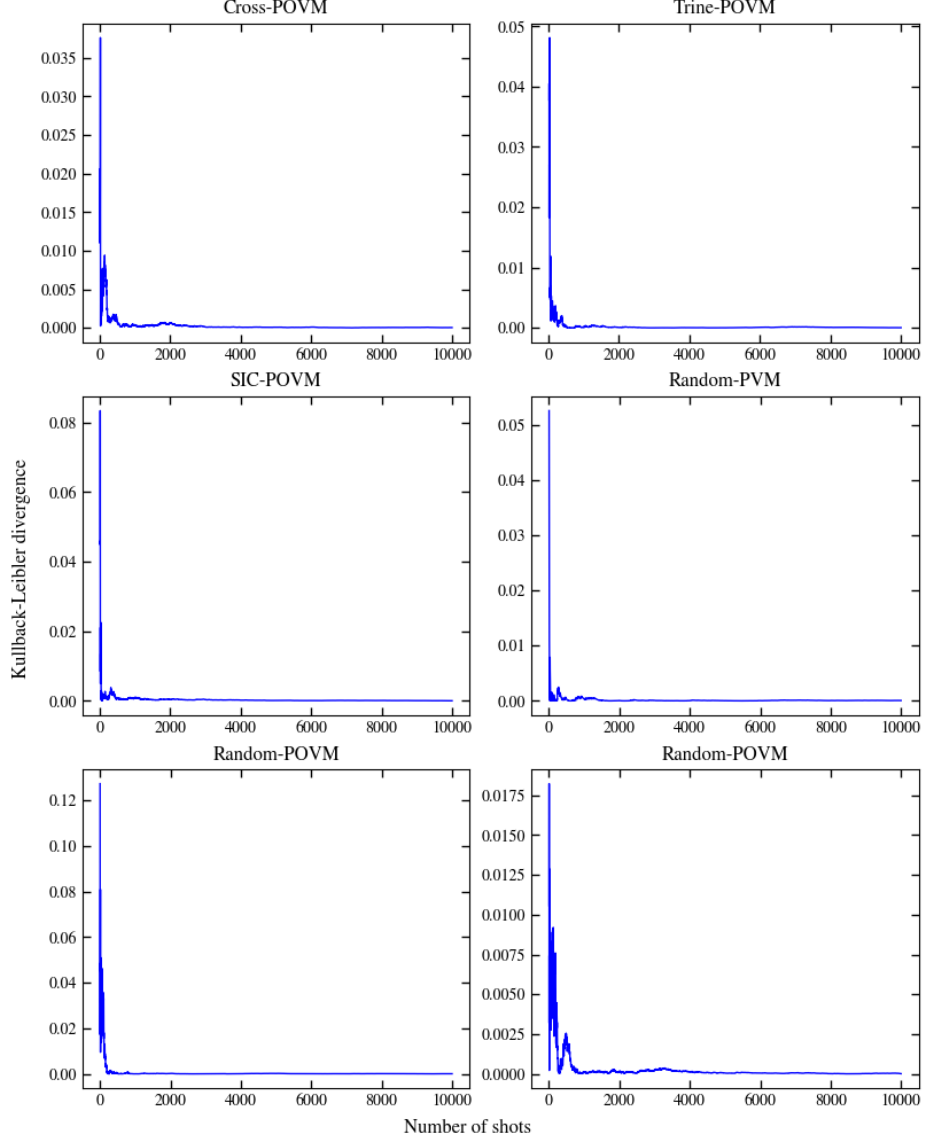 Cross-POVM
0.035
0.030
0.025
0.020
0.015
0.010
0.005
0.000
0 2000 4000 6000 8000 10000
Trine-POVM
0.05
0.04
0.03
0.02
0.01
0.00
0 2000 4000 6000 8000 10000
Kullback-Leibler divergence
SIC-POVM
0.08
0.06
0.04
0.02
0.00
0 2000 4000 6000 8000 10000
Random-PVM
0.05
0.04
0.03
0.02
0.01
0.00
0 2000 4000 6000 8000 10000
Random-POVM
0.12
0.10
0.08
0.06
0.04
0.02
0.00
0 2000 4000 6000 8000 10000
Random-POVM
0.0175
0.0150
0.0125
0.0100
0.0075
0.0050
0.0025
0.0000
0 2000 4000 6000 8000 10000
Number of shots